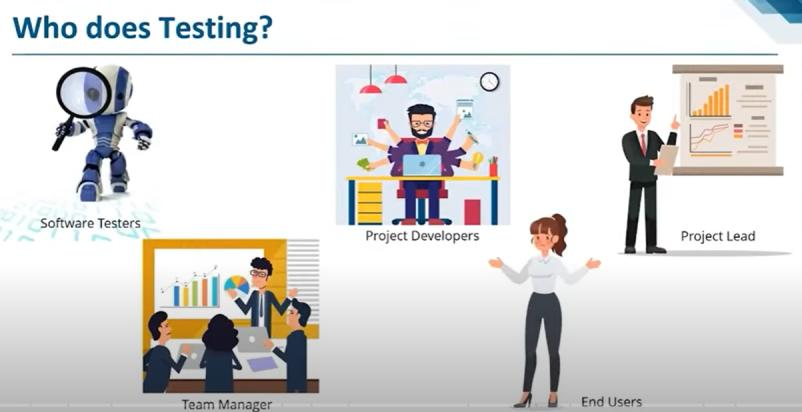 Who does Testing?
Software Testers
Project Developers
Project Lead
Team Manager
End Users